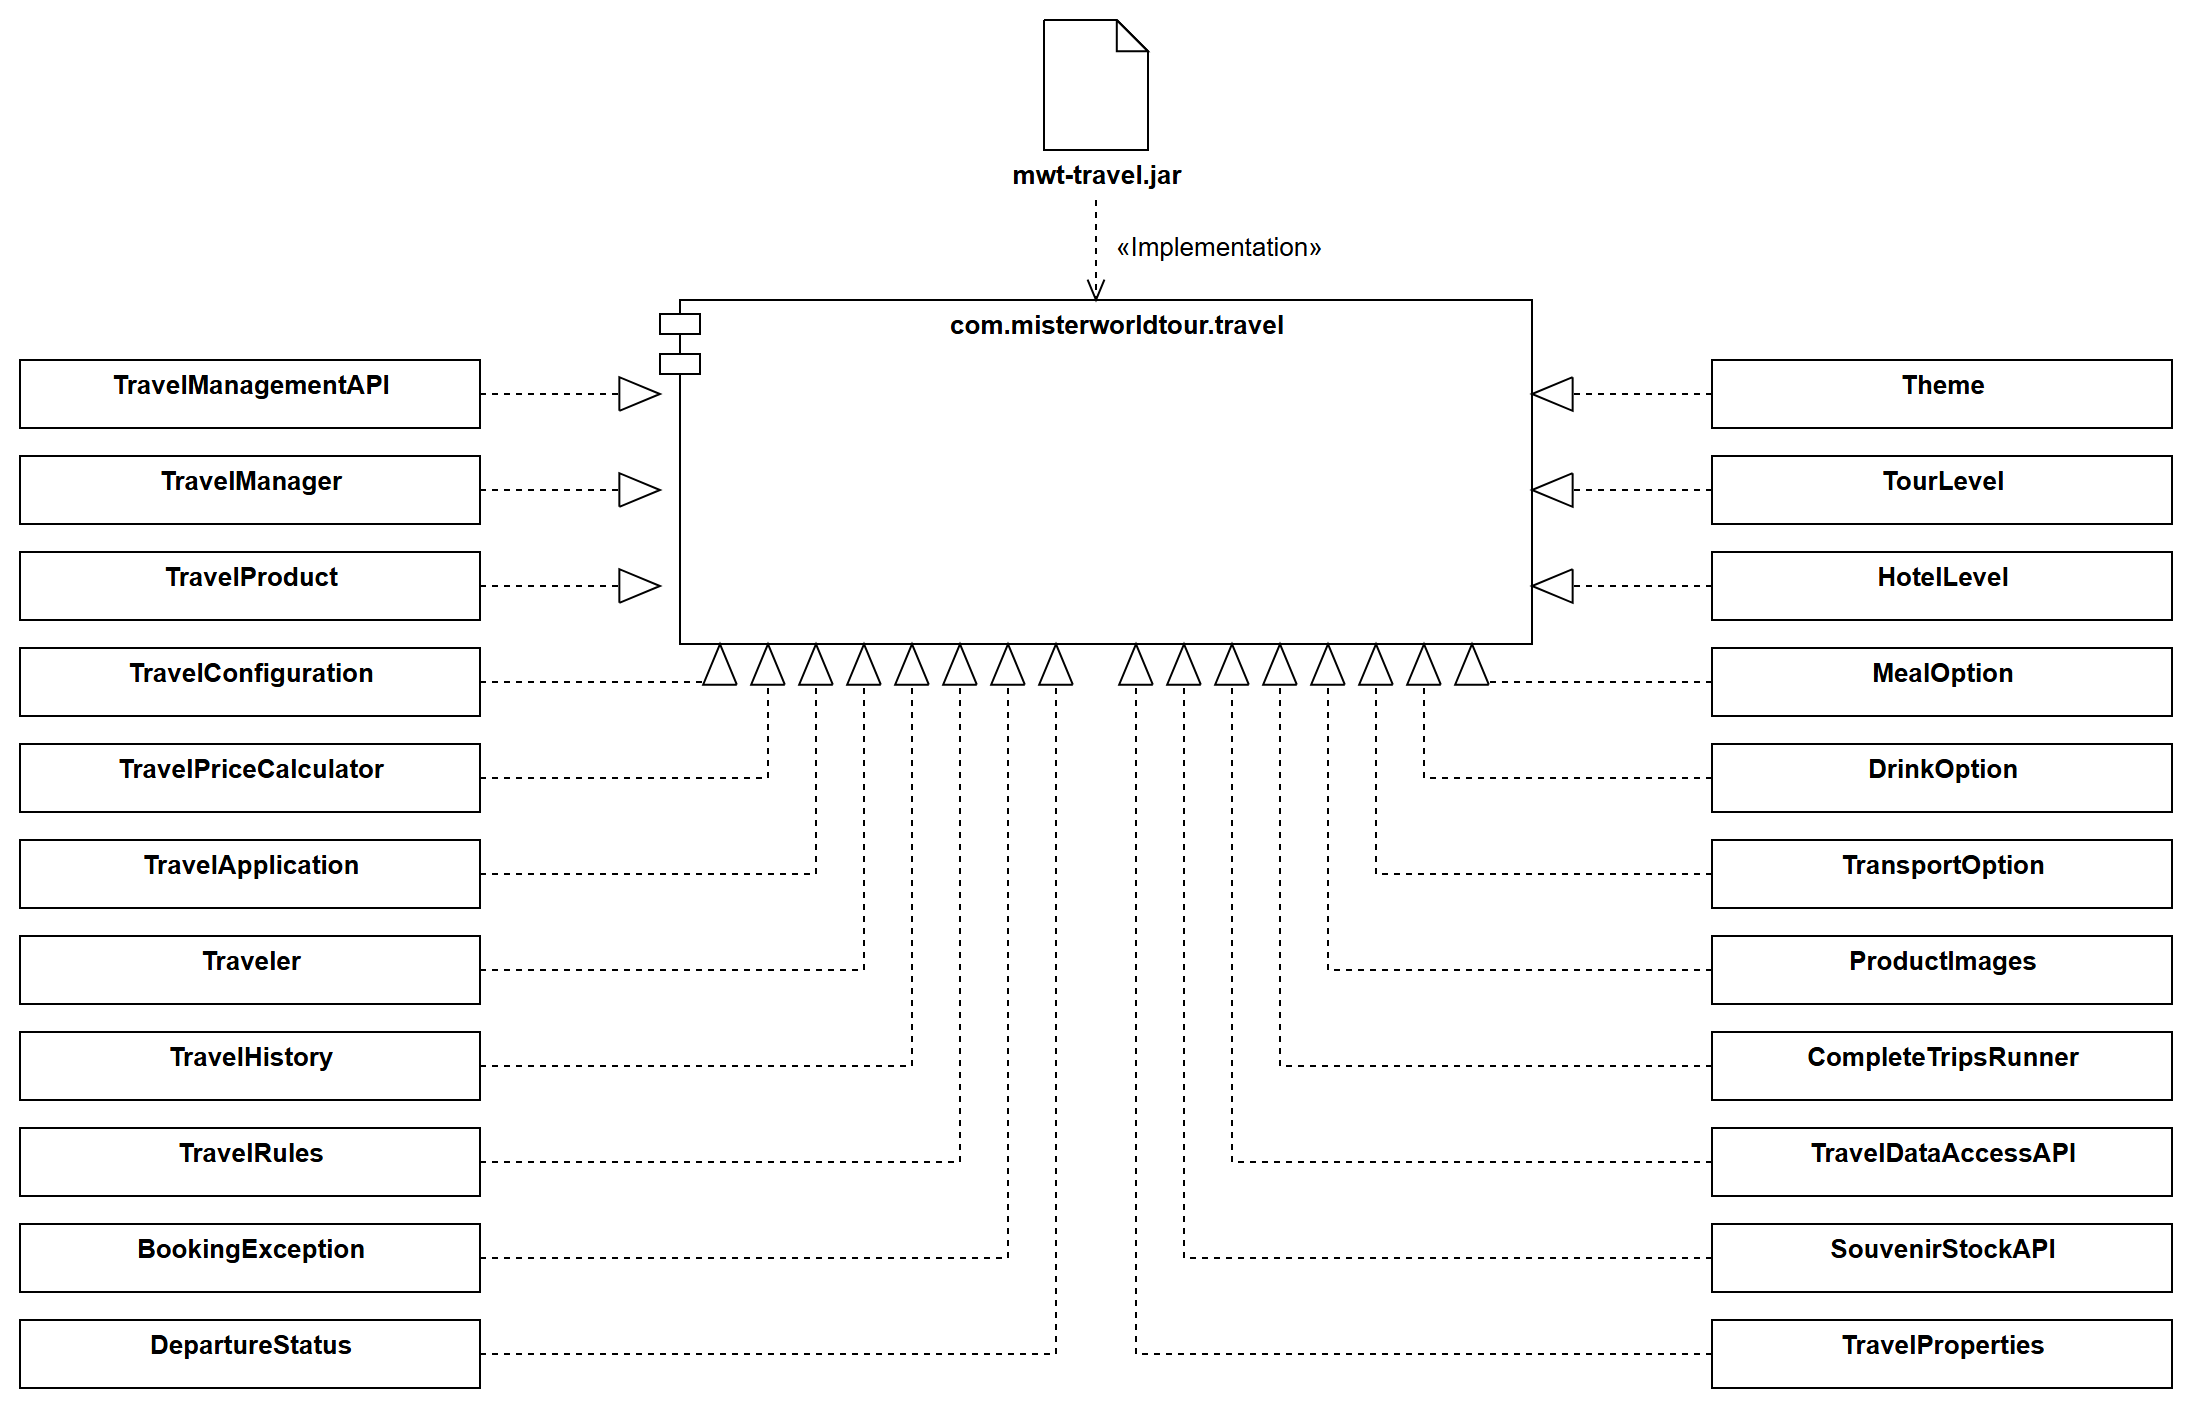 mwt-travel.jar
«Implementation»
com.misterworldtour.travel
TravelManagementAPI
TravelManager
TravelProduct
TravelConfiguration
TravelPriceCalculator
TravelApplication
Traveler
TravelHistory
TravelRules
BookingException
DepartureStatus
Theme
TourLevel
HotelLevel
MealOption
DrinkOption
TransportOption
ProductImages
CompleteTripsRunner
TravelDataAccessAPI
SouvenirStockAPI
TravelProperties